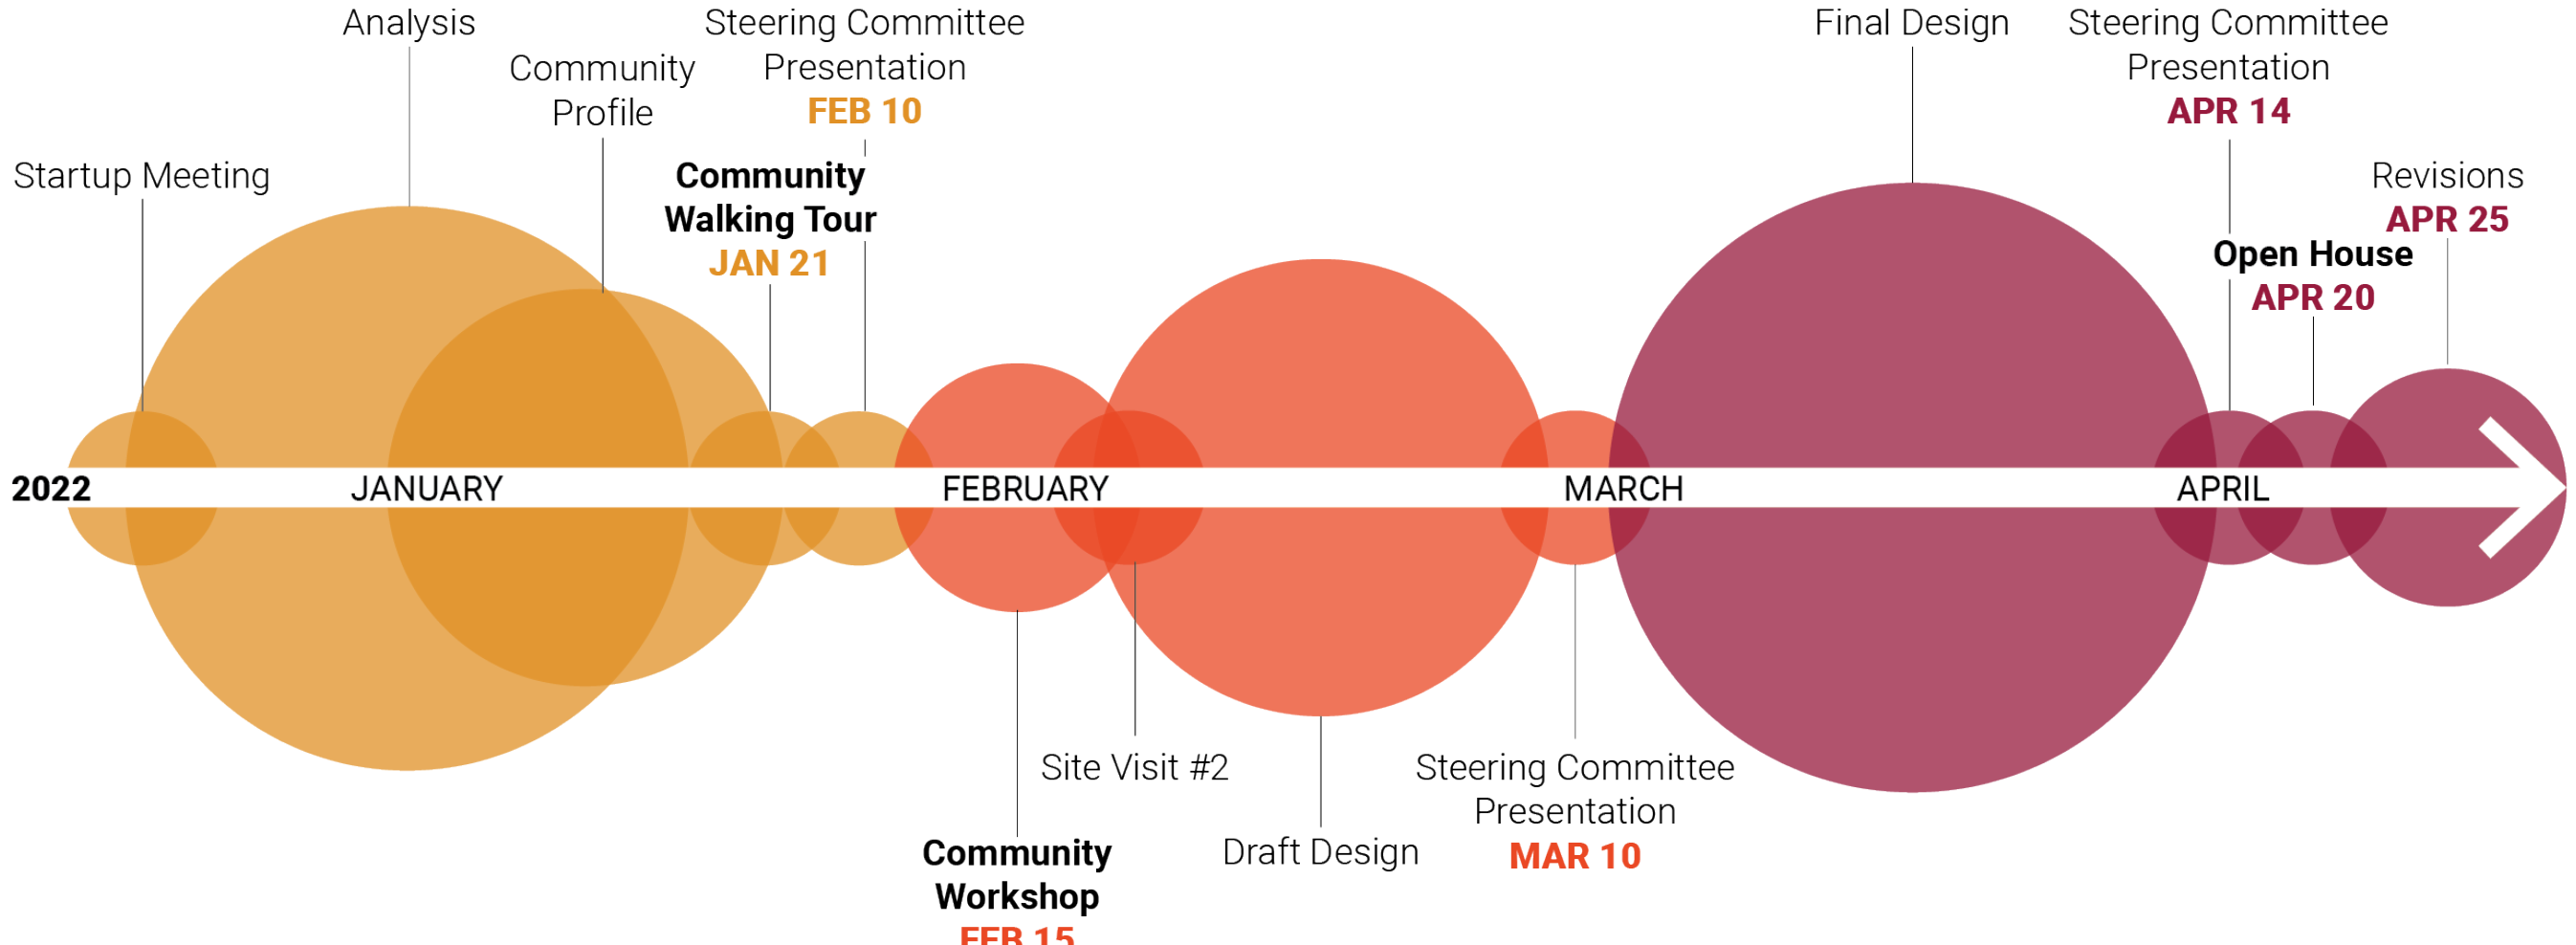 Analysis
Community
Profile
Steering Committee
Presentation
FEB 10
Final Design
Steering Committee
Presentation
APR 14
Startup Meeting
Community
Walking Tour
JAN 21
Revisions
APR 25
Open House
APR 20
2022
JANUARY
FEBRUARY
MARCH
APRIL
Site Visit #2
Community
Workshop
FEB 15
Draft Design
Steering Committee
Presentation
MAR 10